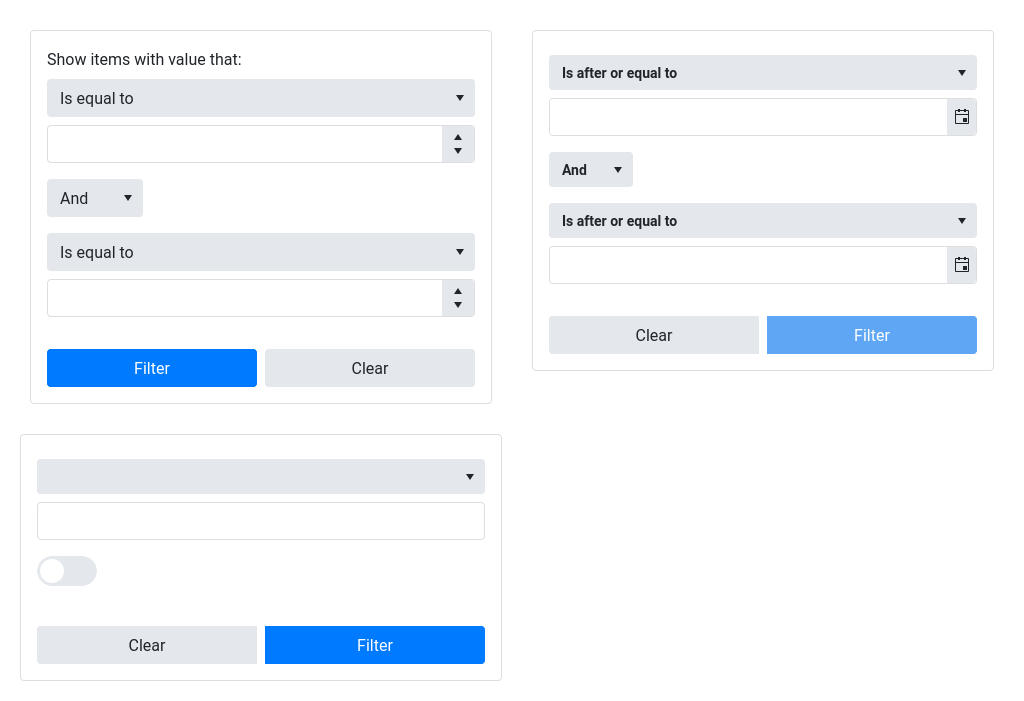 Show items with value that:
Is equal to
And
Is equal to
Filter
Clear
Is after or equal to
And
Is after or equal to
Clear
Filter
Clear
Filter